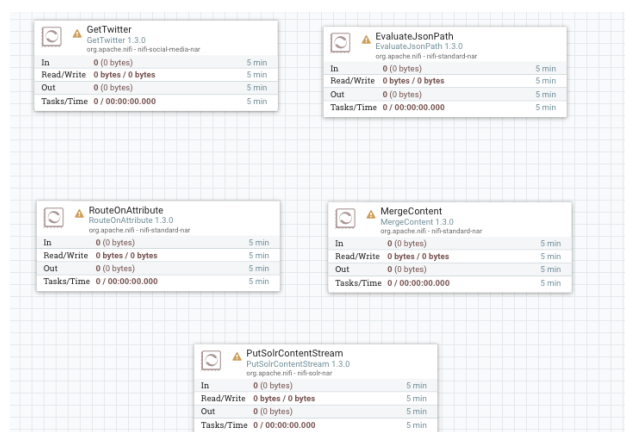 GetTwitter
GetTwitter 1.3.0
org.apache.nifi - nifi-social-media-nar
In 0 (0 bytes) 5 min
Read/Write 0 bytes / 0 bytes 5 min
Out 0 (0 bytes) 5 min
Tasks/Time 0 / 00:00:00.000 5 min
EvaluateJsonPath
EvaluateJsonPath 1.3.0
org.apache.nifi - nifi-standard-nar
In 0 (0 bytes) 5 min
Read/Write 0 bytes / 0 bytes 5 min
Out 0 (0 bytes) 5 min
Tasks/Time 0 / 00:00:00.000 5 min
RouteOnAttribute
RouteOnAttribute 1.3.0
org.apache.nifi - nifi-standard-nar
In 0 (0 bytes) 5 min
Read/Write 0 bytes / 0 bytes 5 min
Out 0 (0 bytes) 5 min
Tasks/Time 0 / 00:00:00.000 5 min
MergeContent
MergeContent 1.3.0
org.apache.nifi - nifi-standard-nar
In 0 (0 bytes) 5 min
Read/Write 0 bytes / 0 bytes 5 min
Out 0 (0 bytes) 5 min
Tasks/Time 0 / 00:00:00.000 5 min
PutSolrContentStream
PutSolrContentStream 1.3.0
org.apache.nifi - nifi-solr-nar
In 0 (0 bytes) 5 min
Read/Write 0 bytes / 0 bytes 5 min
Out 0 (0 bytes) 5 min
Tasks/Time 0 / 00:00:00.000 5 min